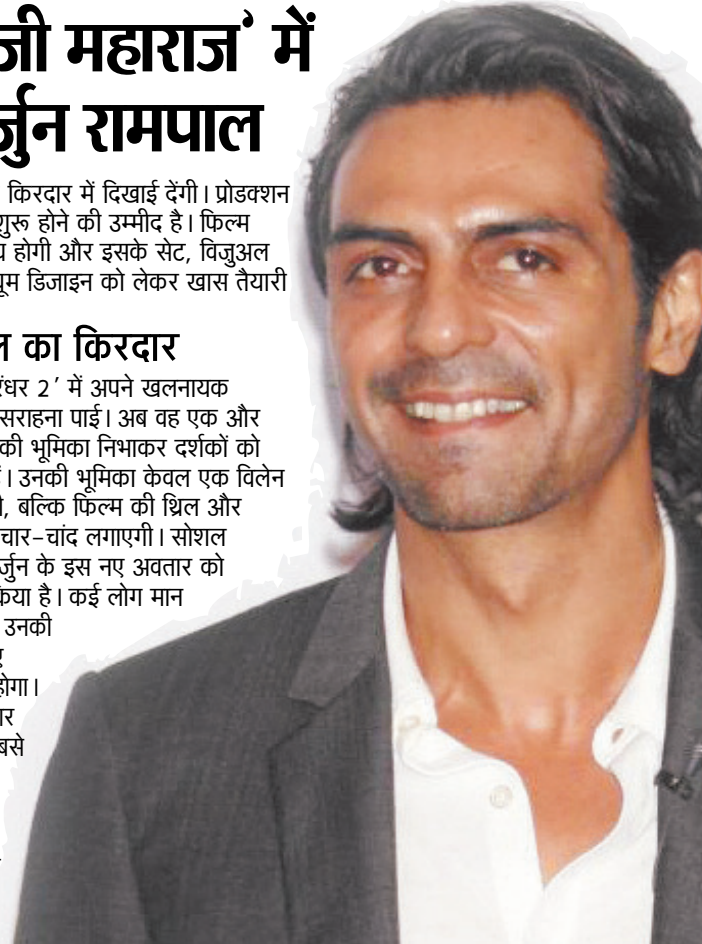 जी महाराज' में
र्जुन रामपाल
किरदार में दिखाई देंगी। प्रोडक्शन
शुरू होने की उम्मीद है। फिल्म
होगी और इसके सेट, विजुअल
डिजाइन को लेकर खास तैयारी
का किरदार
रंधर 2' में अपने खलनायक
सराहना पाई। अब वह एक और
की भूमिका निभाकर दर्शकों को
। उनकी भूमिका केवल एक विलेन
, बल्कि फिल्म की थ्रिल और
चार-चांद लगाएगी। सोशल
र्जुन के इस नए अवतार को
किया है। कई लोग मान
उनकी
होगा।
बसे